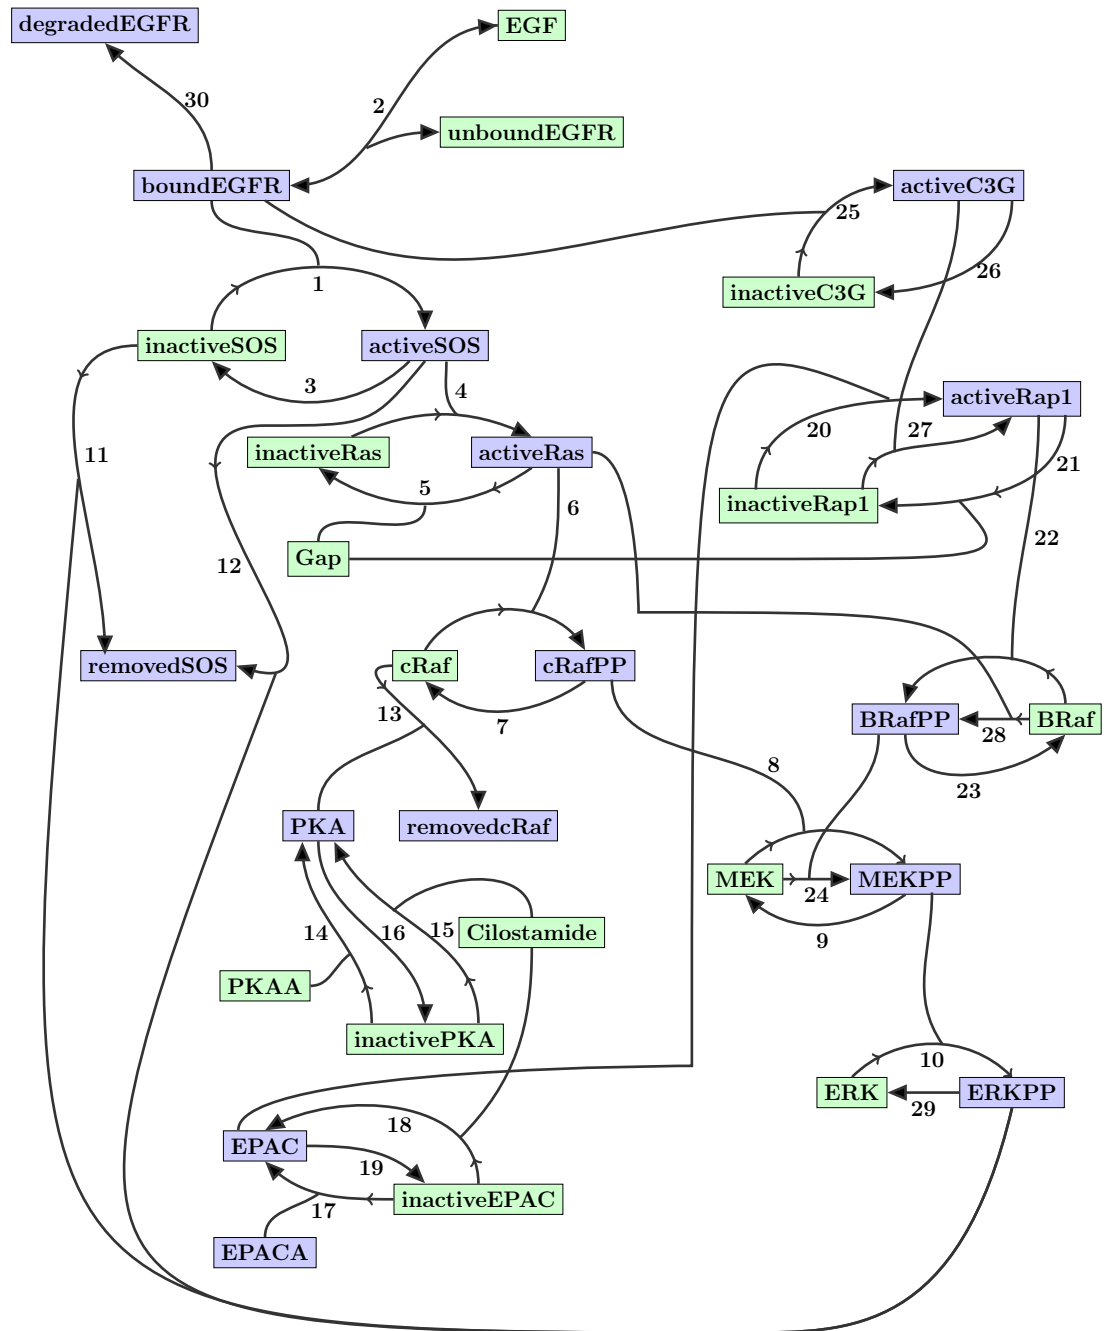 degradedEGFR
EGF
30
2
unboundEGFR
boundEGFR
activeC3G
25
26
inactiveC3G
1
inactiveSOS
activeSOS
3
4
activeRap1
20
27
21
11
inactiveRas
activeRas
5
6
inactiveRap1
22
Gap
12
removedSOS
cRaf
cRafPP
13
7
BRafPP
BRaf
28
8
23
PKA
removedcRaf
MEK
MEKPP
24
9
14
16
15
Cilostamide
PKAA
inactivePKA
10
ERK
ERKPP
29
18
EPAC
19
inactiveEPAC
17
EPACA